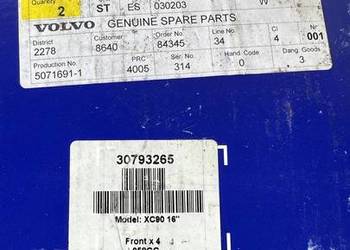 Quantity
2
ST ES 030203
VOLVO GENUINE SPARE PARTS
District Customer Order No. Line No. Cl Nr
2278 8640 84345 34 4 001
Production No. PRC Ser. No. Hand. Code Dang. Goods
5071691-1 4005 314 0 3
30793265
Model: XC90 16"
Front x 4